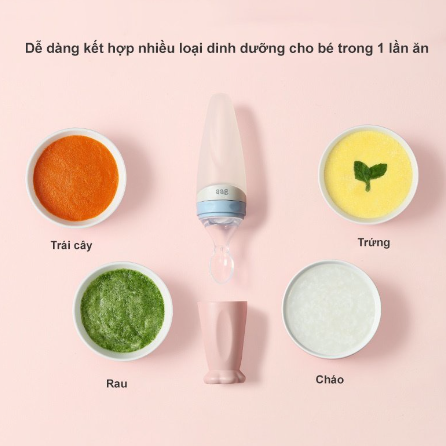 Dễ dàng kết hợp nhiều loại dinh dưỡng cho bé trong 1 lần ăn
Trái cây
Trứng
Rau
Cháo